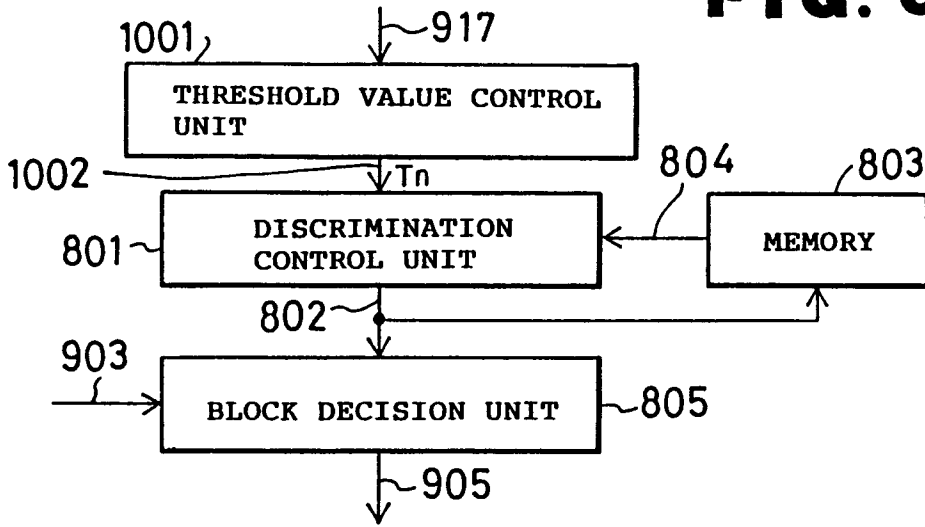 FIG.
917
1001
THRESHOLD VALUE CONTROL
UNIT
1002
Tn
804
803
DISCRIMINATION
CONTROL UNIT
801
MEMORY
802
903
BLOCK DECISION UNIT
805
905